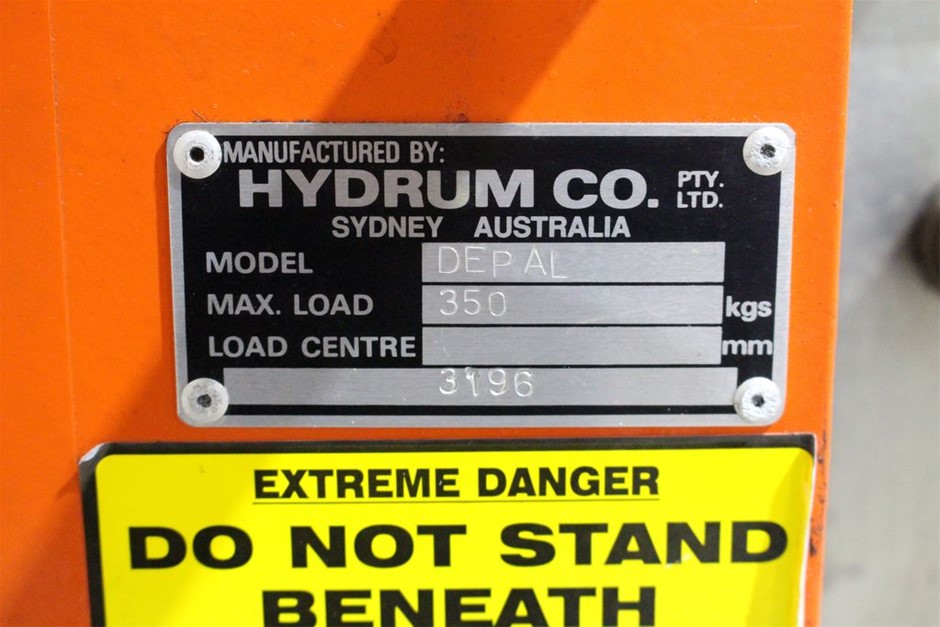 MANUFACTURED BY:
HYDRUM CO. PTY. LTD.
SYDNEY AUSTRALIA
MODEL DEPAL
MAX. LOAD 350 kgs
LOAD CENTRE mm
3196
EXTREME DANGER
DO NOT STAND
BENEATH